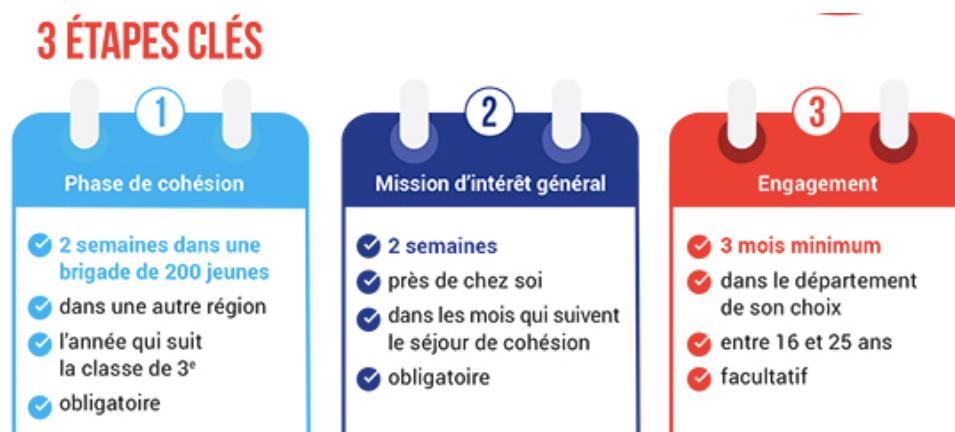 3 ÉTAPES CLÉS
1
Phase de cohésion
2 semaines dans une
brigade de 200 jeunes
dans une autre région
l'année qui suit
la classe de 3e
obligatoire
2
Mission d'intérêt général
2 semaines
près de chez soi
dans les mois qui suivent
le séjour de cohésion
obligatoire
3
Engagement
3 mois minimum
dans le département
de son choix
entre 16 et 25 ans
facultatif